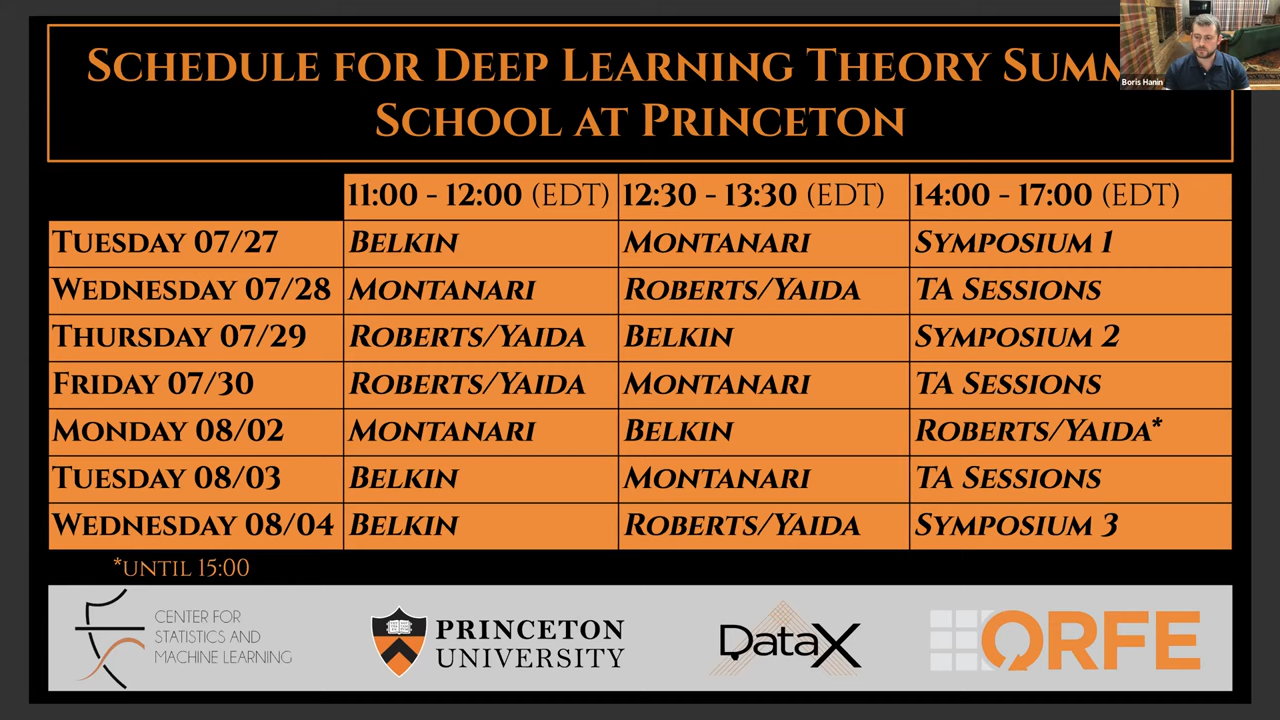 Schedule for Deep Learning Theory Summ
School at Princeton
Boris Hanin
11:00 - 12:00 (EDT) 12:30 - 13:30 (EDT) 14:00 - 17:00 (EDT)
Tuesday 07/27 Belkin Montanari Symposium 1
Wednesday 07/28 Montanari Roberts/Yaida TA Sessions
Thursday 07/29 Roberts/Yaida Belkin Symposium 2
Friday 07/30 Roberts/Yaida Montanari TA Sessions
Monday 08/02 Montanari Belkin Roberts/Yaida*
Tuesday 08/03 Belkin Montanari TA Sessions
Wednesday 08/04 Belkin Roberts/Yaida Symposium 3
*until 15:00
CENTER FOR
STATISTICS AND
MACHINE LEARNING
PRINCETON
UNIVERSITY
DataX
ORFE